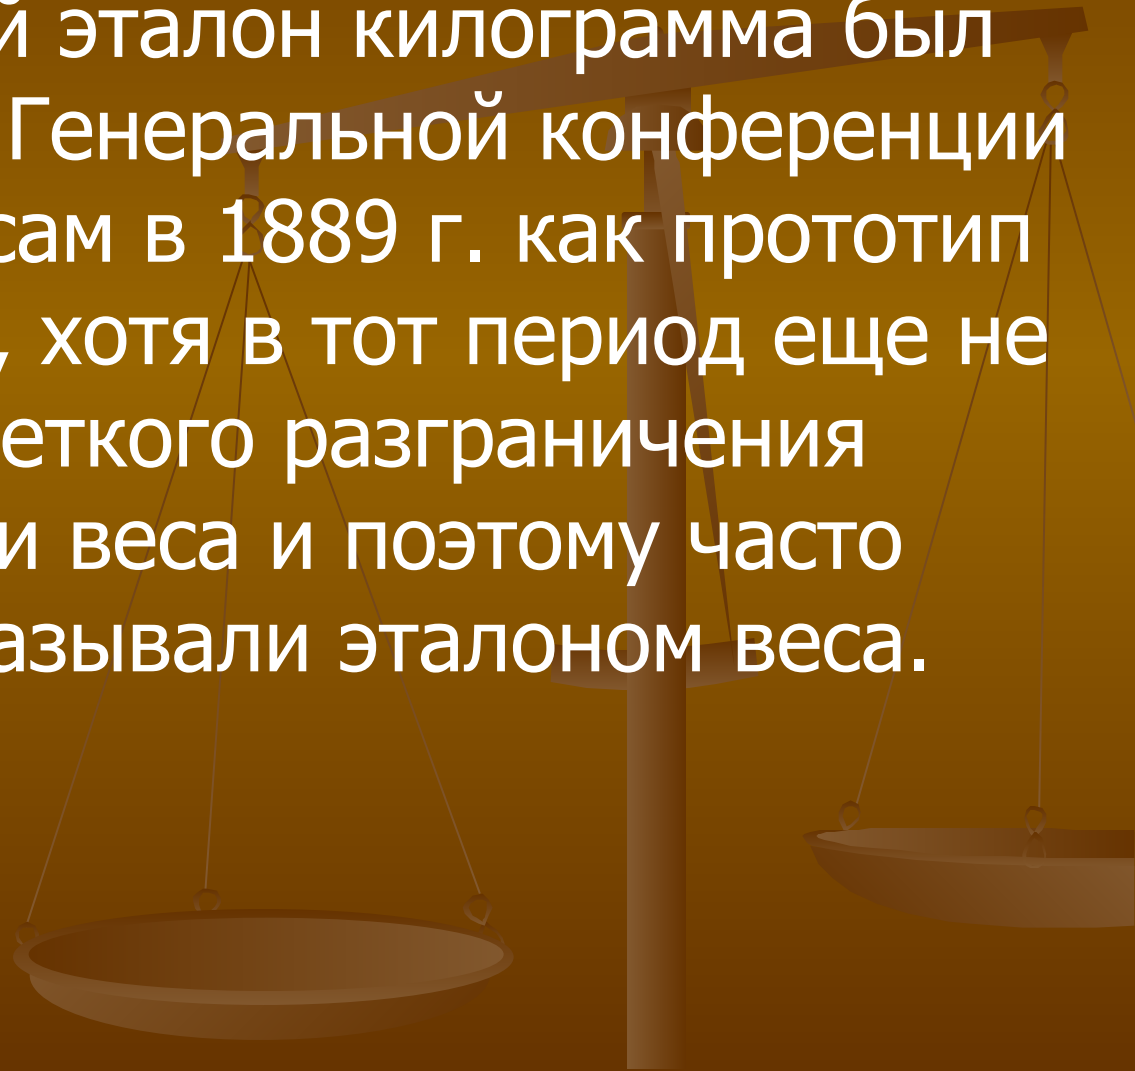 й эталон килограмма был
Генеральной конференции
сам в 1889 г. как прототип
, хотя в тот период еще не
еткого разграничения
и веса и поэтому часто
азывали эталоном веса.